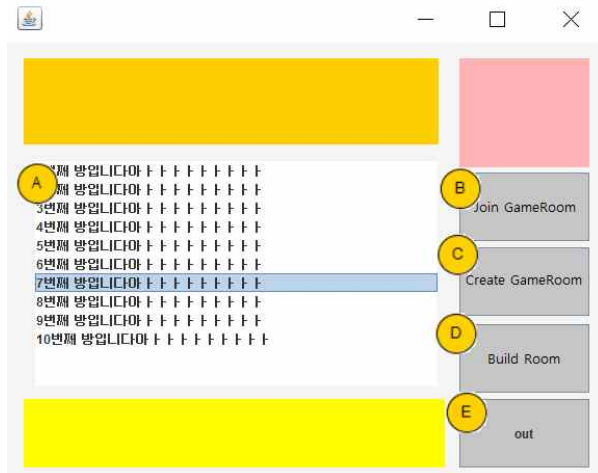 A
번째 방입니다아ㅏㅏㅏㅏㅏㅏㅏㅏㅏ
번째 방입니다아ㅏㅏㅏㅏㅏㅏㅏㅏㅏ
3번째 방입니다아ㅏㅏㅏㅏㅏㅏㅏㅏㅏ
4번째 방입니다아ㅏㅏㅏㅏㅏㅏㅏㅏㅏ
5번째 방입니다아ㅏㅏㅏㅏㅏㅏㅏㅏㅏ
6번째 방입니다아ㅏㅏㅏㅏㅏㅏㅏㅏㅏ
7번째 방입니다아ㅏㅏㅏㅏㅏㅏㅏㅏㅏ
8번째 방입니다아ㅏㅏㅏㅏㅏㅏㅏㅏㅏ
9번째 방입니다아ㅏㅏㅏㅏㅏㅏㅏㅏㅏ
10번째 방입니다아ㅏㅏㅏㅏㅏㅏㅏㅏㅏ
B
Join GameRoom
C
Create GameRoom
D
Build Room
E
out